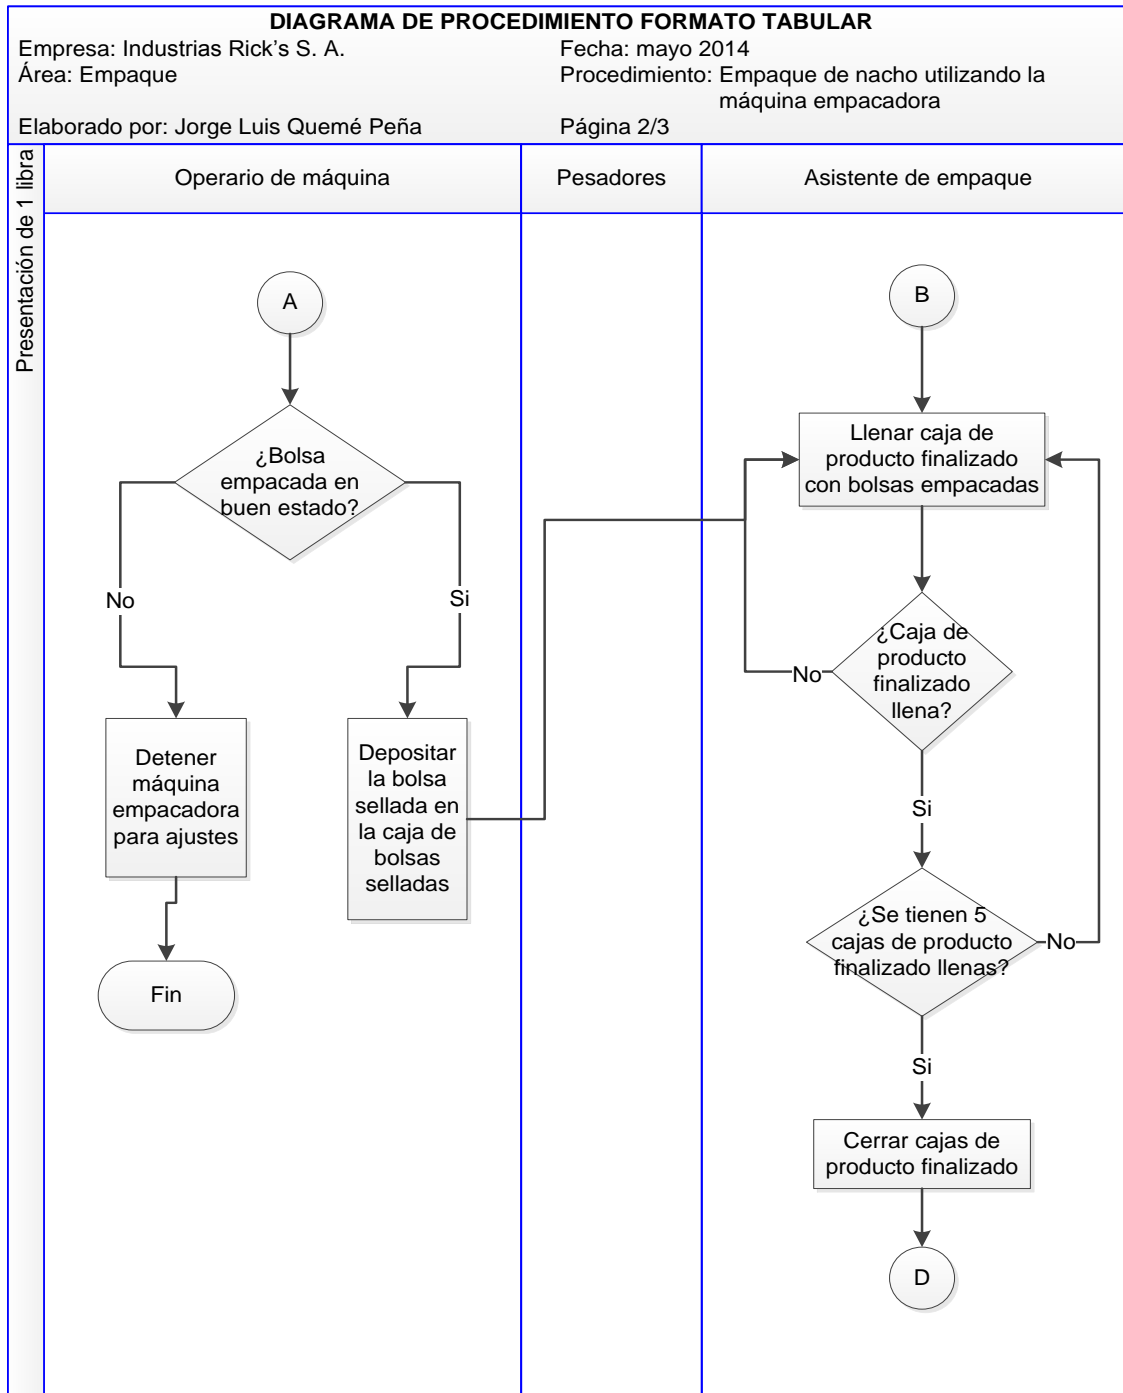 DIAGRAMA DE PROCEDIMIENTO FORMATO TABULAR
Empresa: Industrias Rick's S. A.
Fecha: mayo 2014
Área: Empaque
Procedimiento: Empaque de nacho utilizando la
máquina empacadora
Elaborado por: Jorge Luis Quemé Peña
Página 2/3
Presentación de 1 libra
Operario de máquina
Pesadores
Asistente de empaque
A
¿Bolsa
empacada en
buen estado?
No
Si
Detener
máquina
empacadora
para ajustes
Depositar
la bolsa
sellada en
la caja de
bolsas
selladas
Fin
B
Llenar caja de
producto finalizado
con bolsas empacadas
¿Caja de
producto
finalizado
llena?
No
Si
¿Se tienen 5
cajas de producto
finalizado llenas?
No
Si
Cerrar cajas de
producto finalizado
D